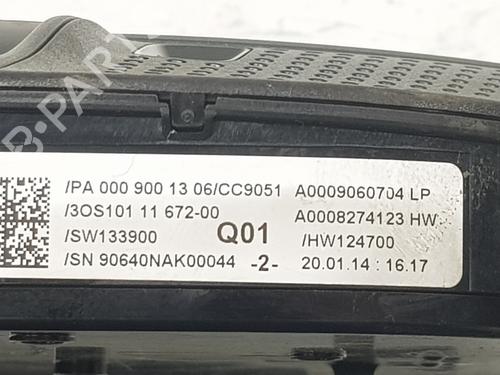 /PA 000 900 13 06/CC9051 A0009060704 LP
/3OS101 11 672-00 A0008274123 HW
/SW133900 Q01 /HW124700
/SN 90640NAK00044 -2- 20.01.14 : 16.17